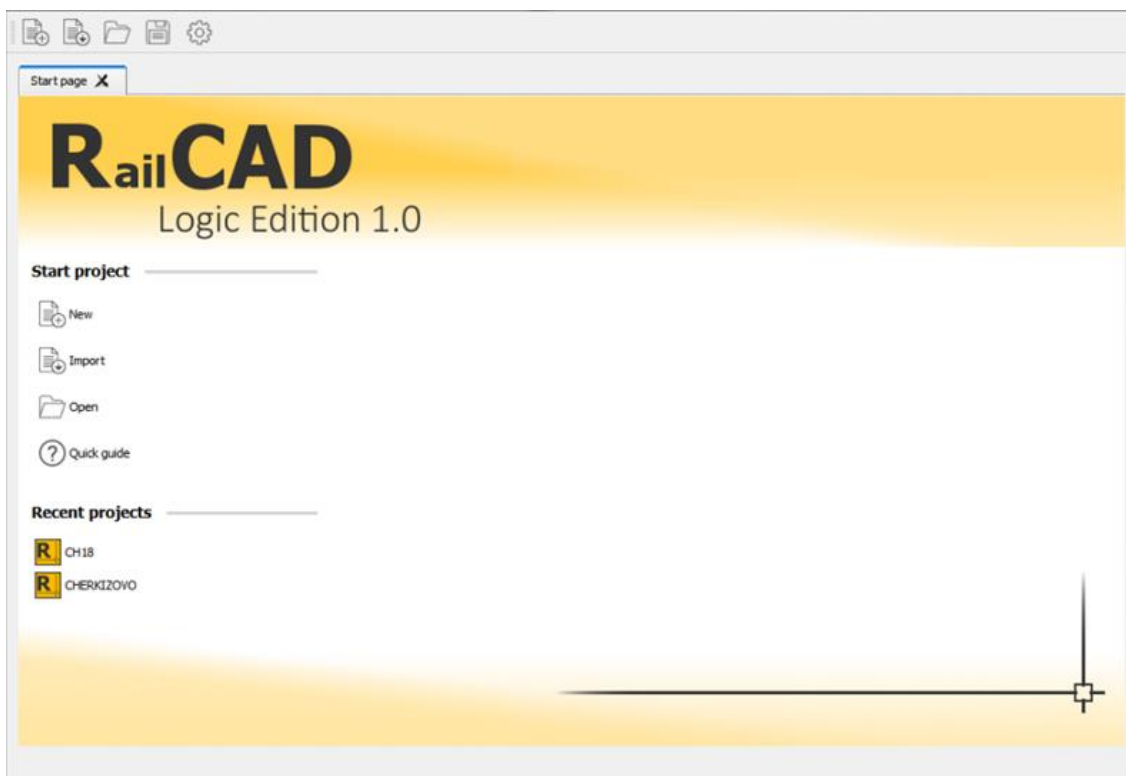 Start page
RailCAD
Logic Edition 1.0
Start project
New
Import
Open
Quick guide
Recent projects
R CH18
R CHERKIZOVO